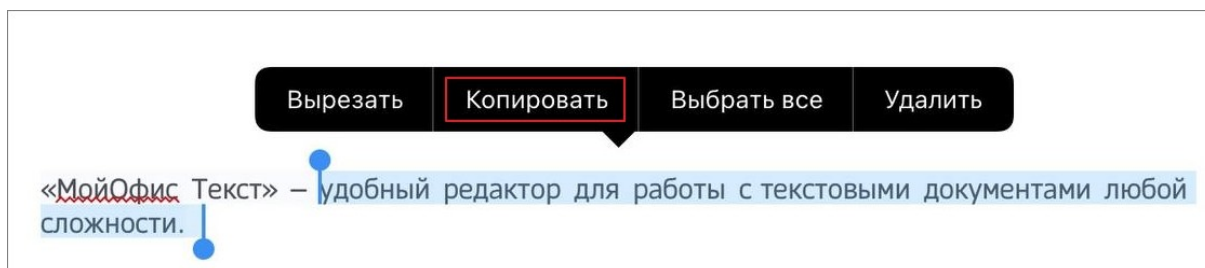 Вырезать Копировать Выбрать все Удалить
«МойОфис Текст» – удобный редактор для работы с текстовыми документами любой
сложности.